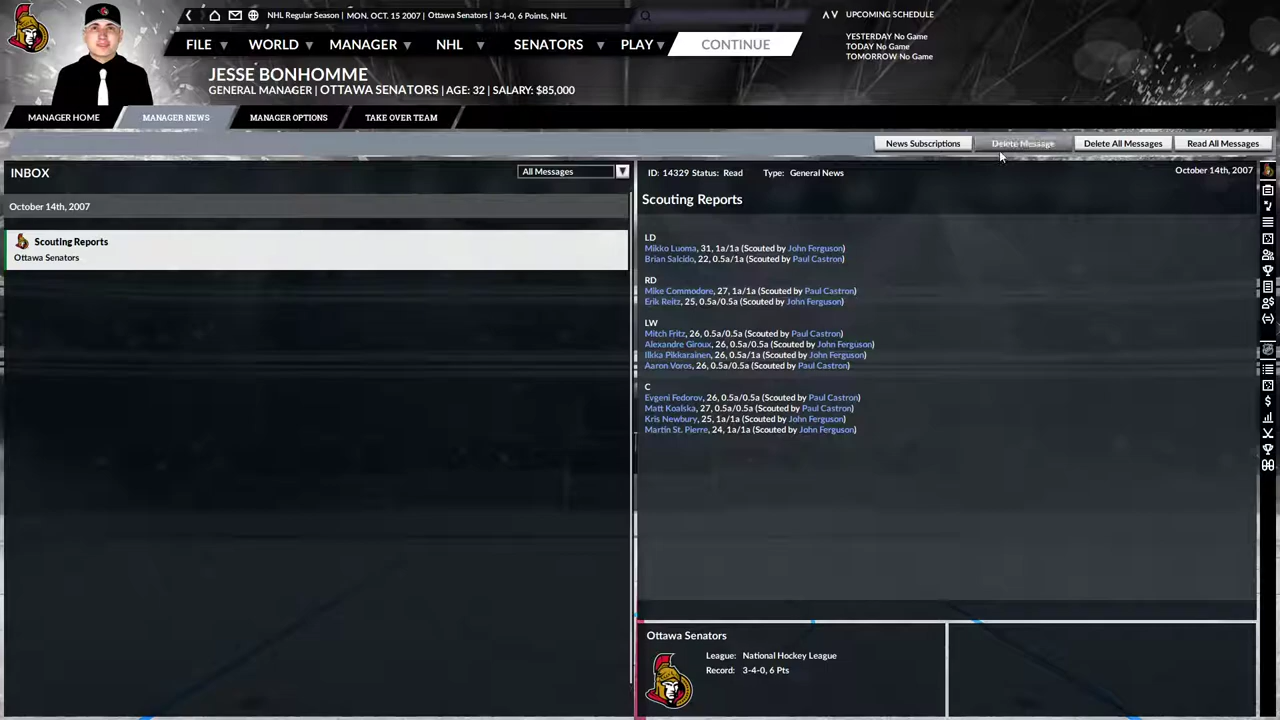 NHL Regular Season | MON. OCT. 15 2007 | Ottawa Senators | 3-4-0, 6 Points, NHL
UPCOMING SCHEDULE
YESTERDAY No Game
TODAY No Game
TOMORROW No Game
FILE WORLD MANAGER NHL SENATORS PLAY CONTINUE
JESSE BONHOMME
GENERAL MANAGER | OTTAWA SENATORS | AGE: 32 | SALARY: $85,000
MANAGER HOME MANAGER NEWS MANAGER OPTIONS TAKE OVER TEAM
News Subscriptions Delete Message Delete All Messages Read All Messages
INBOX All Messages
October 14th, 2007
Scouting Reports
Ottawa Senators
ID: 14329 Status: Read Type: General News October 14th, 2007
Scouting Reports
LD
Mikko Luoma, 31, 1a/1a (Scouted by John Ferguson)
Brian Salcido, 22, 0.5a/1a (Scouted by Paul Castron)
RD
Mike Commodore, 27, 1a/1a (Scouted by Paul Castron)
Erik Reitz, 25, 0.5a/0.5a (Scouted by John Ferguson)
LW
Mitch Fritz, 26, 0.5a/0.5a (Scouted by Paul Castron)
Alexandre Giroux, 26, 0.5a/0.5a (Scouted by John Ferguson)
Ilkka Pikkarainen, 26, 0.5a/1a (Scouted by John Ferguson)
Aaron Voros, 26, 0.5a/0.5a (Scouted by Paul Castron)
C
Evgeni Fedorov, 26, 0.5a/0.5a (Scouted by Paul Castron)
Matt Koalska, 27, 0.5a/0.5a (Scouted by Paul Castron)
Kris Newbury, 25, 1a/1a (Scouted by John Ferguson)
Martin St. Pierre, 24, 1a/1a (Scouted by John Ferguson)
Ottawa Senators
League: National Hockey League
Record: 3-4-0, 6 Pts